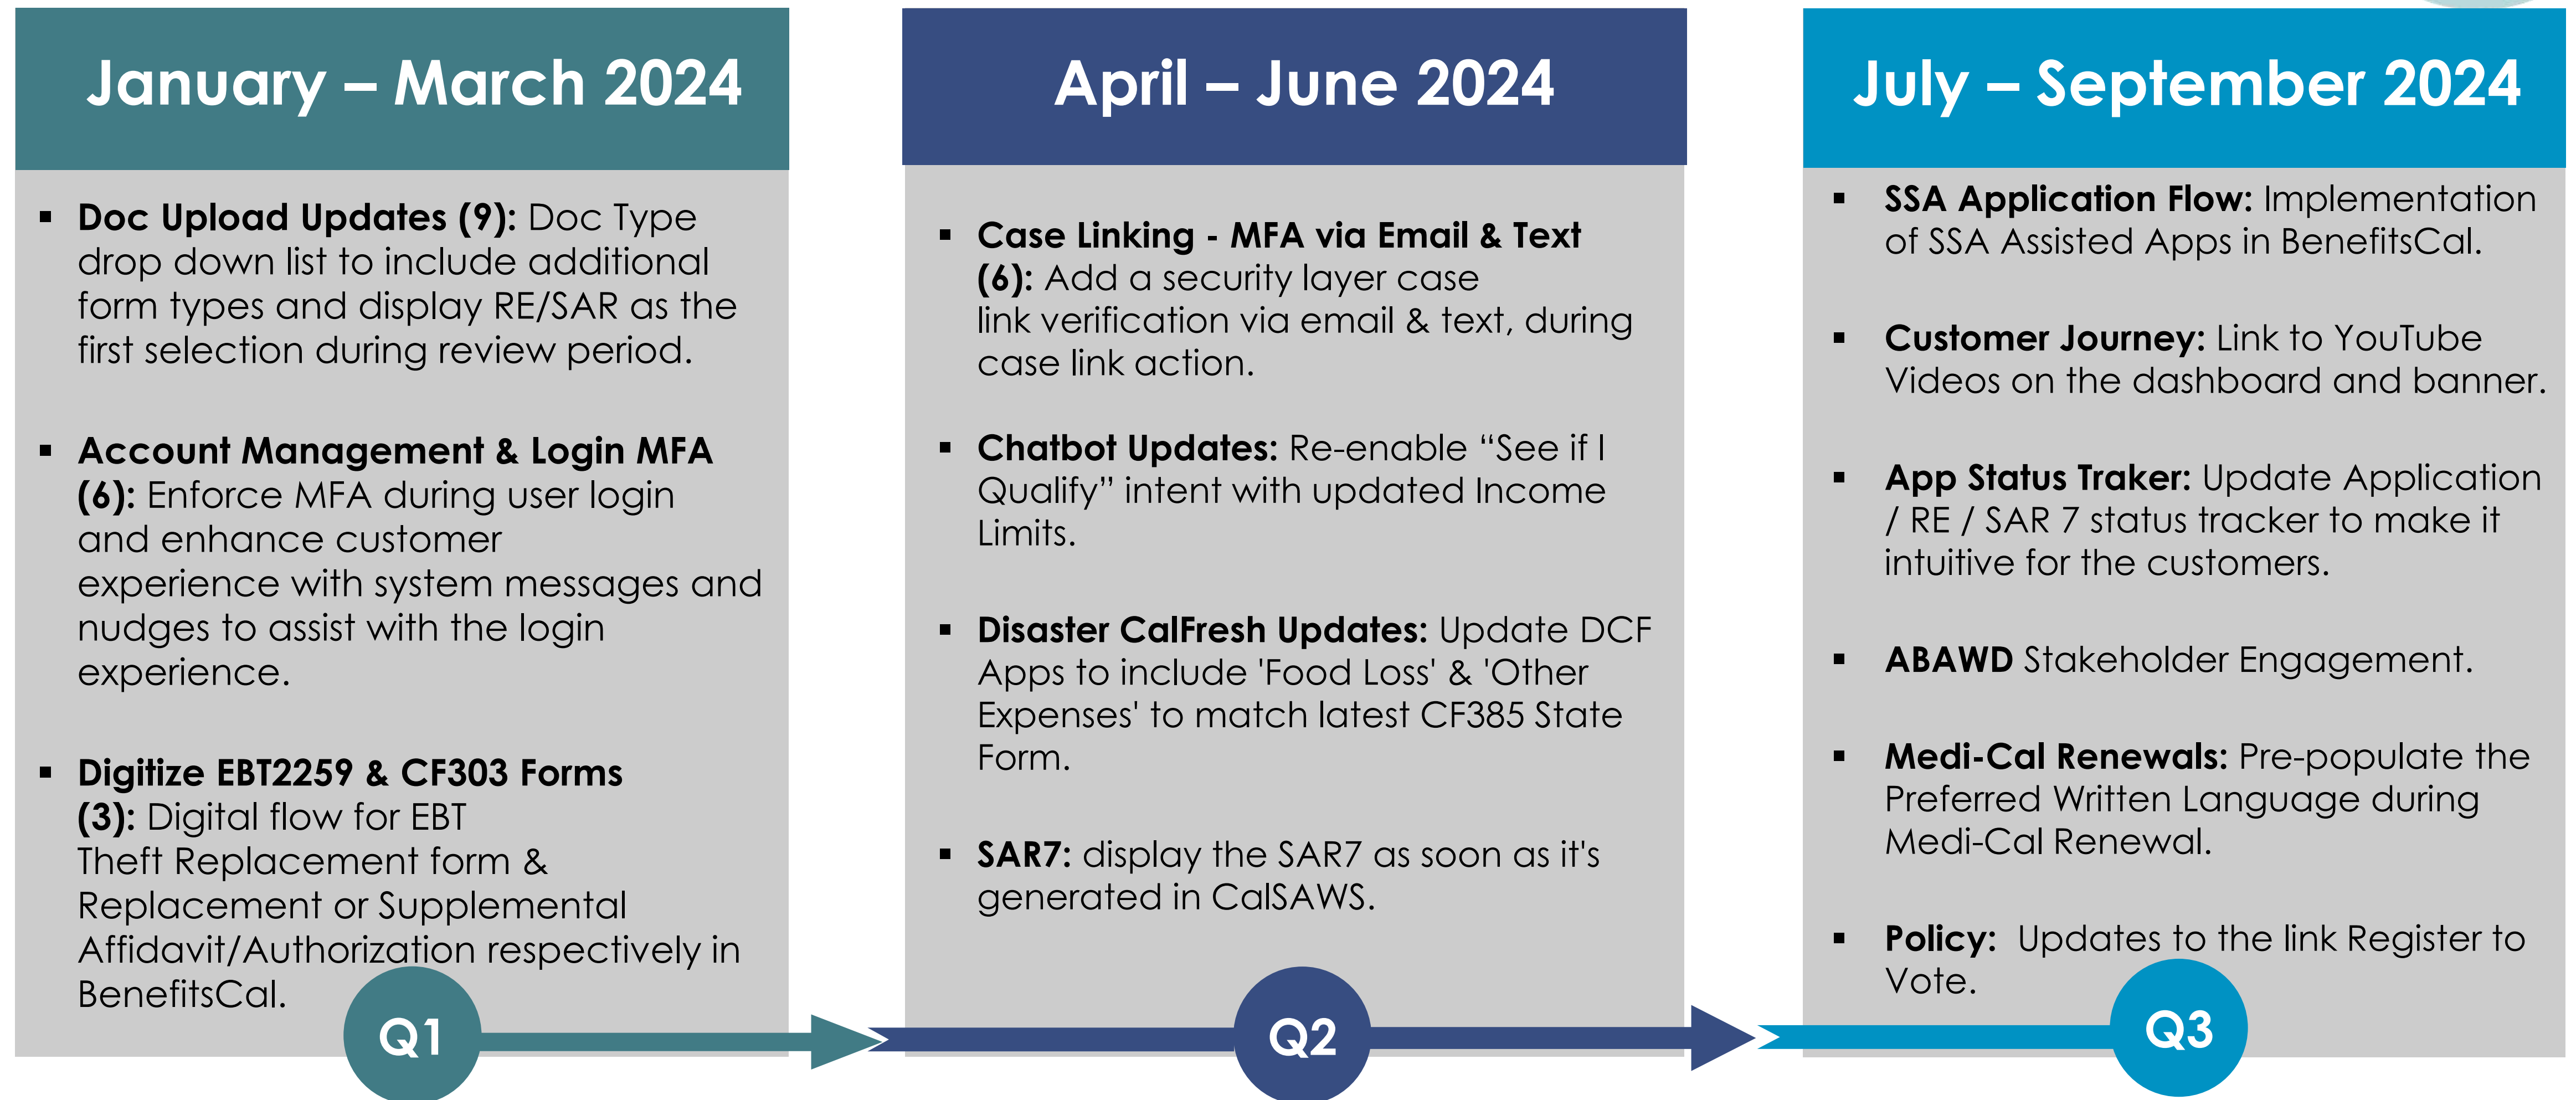 January – March 2024
▪ Doc Upload Updates (9): Doc Type
drop down list to include additional
form types and display RE/SAR as the
first selection during review period.
▪ Account Management & Login MFA
(6): Enforce MFA during user login
and enhance customer
experience with system messages and
nudges to assist with the login
experience.
▪ Digitize EBT2259 & CF303 Forms
(3): Digital flow for EBT
Theft Replacement form &
Replacement or Supplemental
Affidavit/Authorization respectively in
BenefitsCal.
Q1
April – June 2024
▪ Case Linking - MFA via Email & Text
(6): Add a security layer case
link verification via email & text, during
case link action.
▪ Chatbot Updates: Re-enable “See if I
Qualify” intent with updated Income
Limits.
▪ Disaster CalFresh Updates: Update DCF
Apps to include 'Food Loss' & 'Other
Expenses' to match latest CF385 State
Form.
▪ SAR7: display the SAR7 as soon as it's
generated in CalSAWS.
Q2
July – September 2024
▪ SSA Application Flow: Implementation
of SSA Assisted Apps in BenefitsCal.
▪ Customer Journey: Link to YouTube
Videos on the dashboard and banner.
▪ App Status Traker: Update Application
/ RE / SAR 7 status tracker to make it
intuitive for the customers.
▪ ABAWD Stakeholder Engagement.
▪ Medi-Cal Renewals: Pre-populate the
Preferred Written Language during
Medi-Cal Renewal.
▪ Policy: Updates to the link Register to
Vote.
Q3